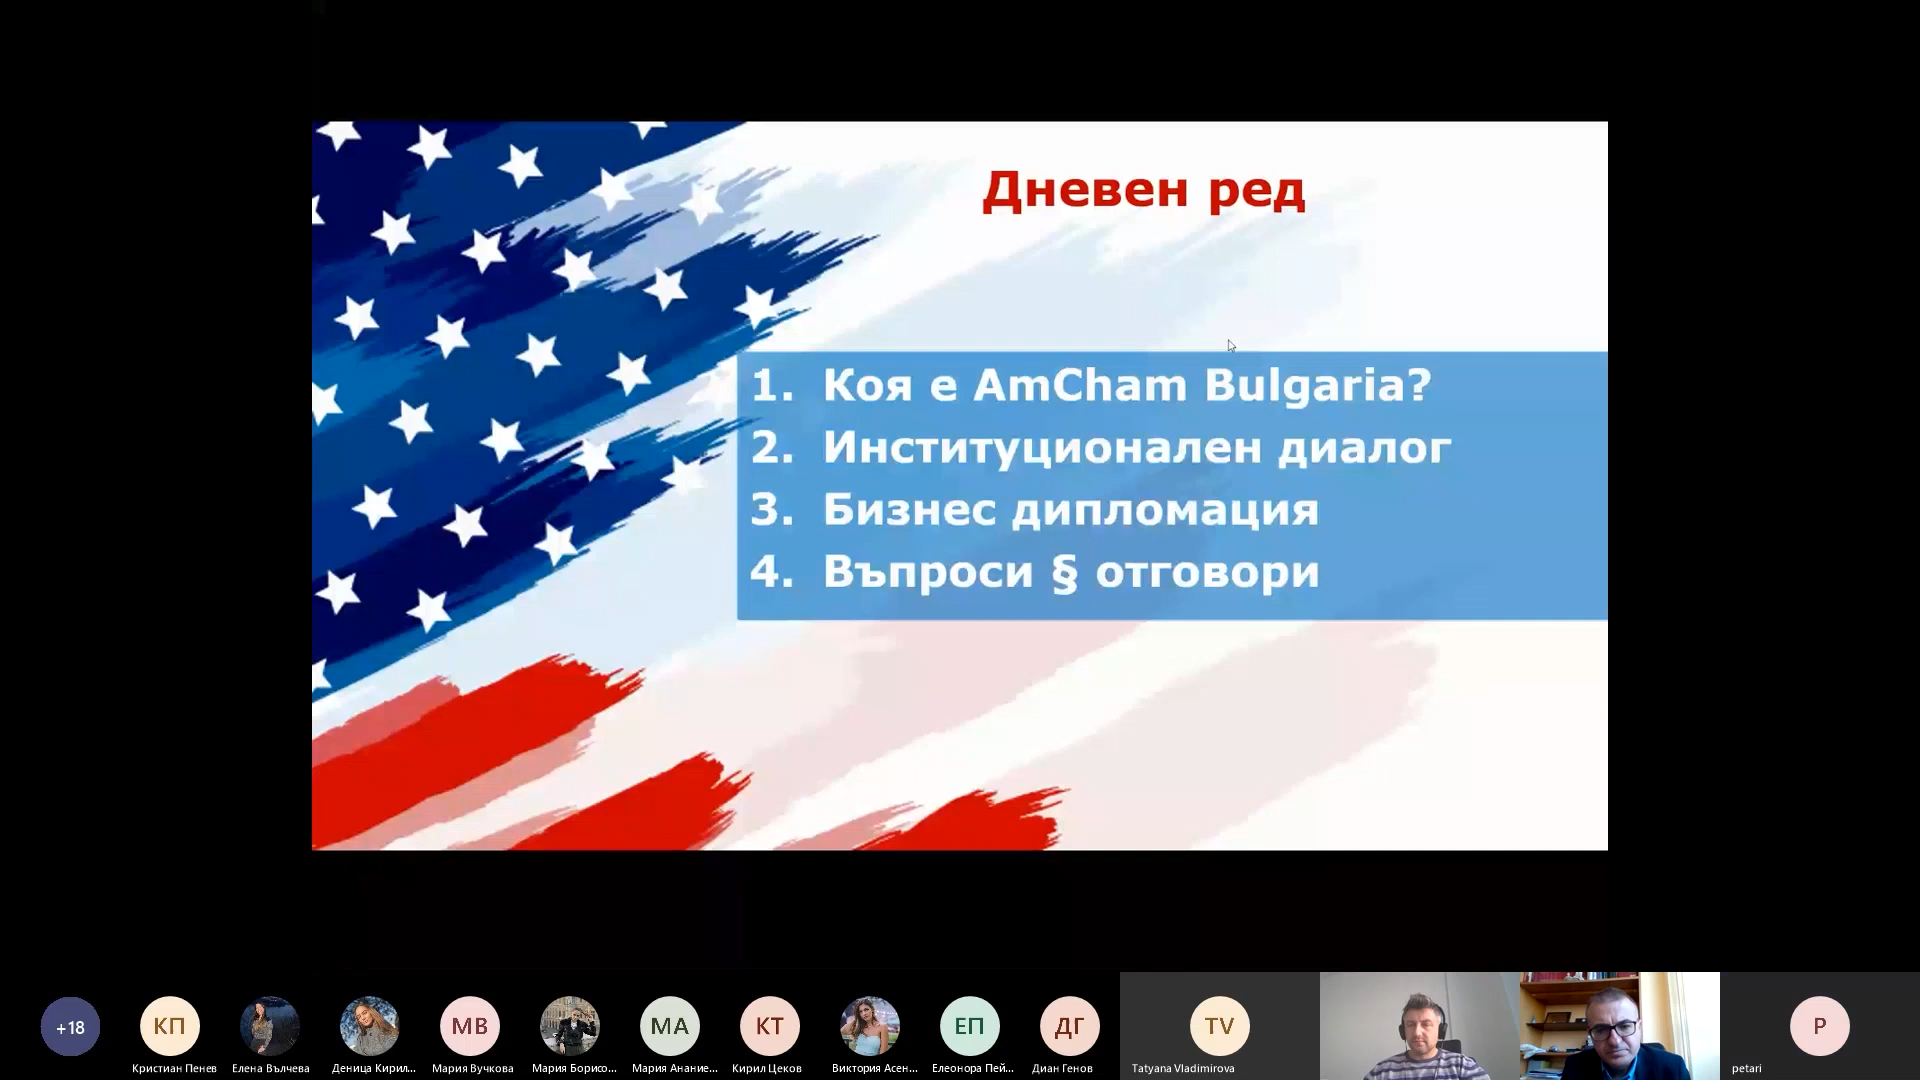 Дневен ред
1. Коя е AmCham Bulgaria?
2. Институционален диалог
3. Бизнес дипломация
4. Въпроси § отговори
+18
КП
МВ
МА
КТ
ЕП
ДГ
TV
P
Кристиан Пенев
Елена Вълчева
Деница Кирил...
Мария Вучкова
Мария Борисо...
Мария Анание...
Кирил Цеков
Виктория Асен...
Елеонора Пей...
Диан Генов
Tatyana Vladimirova
petari